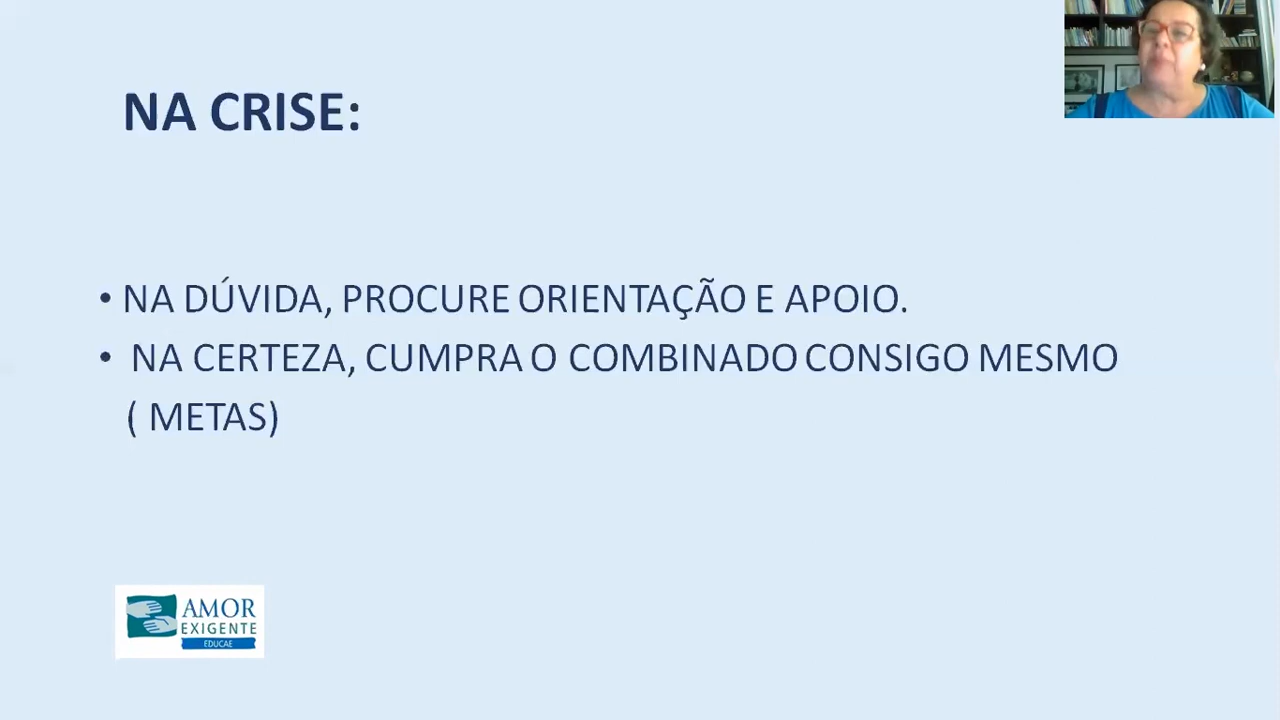 NA CRISE:
• NA DÚVIDA, PROCURE ORIENTAÇÃO E APOIO.
• NA CERTEZA, CUMPRA O COMBINADO CONSIGO MESMO
( METAS)
AMOR
EXIGENTE
EDUCAE